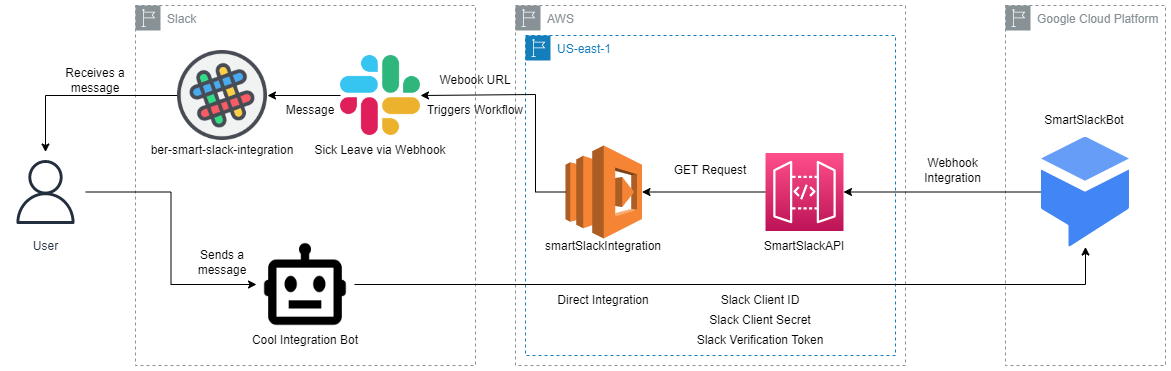 Slack
AWS
Google Cloud Platform
US-east-1
Receives a
message
Webook URL
Message
Triggers Workflow
ber-smart-slack-integration
Sick Leave via Webhook
SmartSlackBot
GET Request
Webhook
Integration
User
smartSlackIntegration
SmartSlackAPI
Sends a
message
Cool Integration Bot
Direct Integration
Slack Client ID
Slack Client Secret
Slack Verification Token